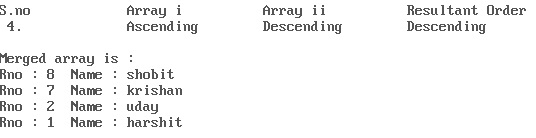 S.no Array i Array ii Resultant Order
4. Ascending Descending Descending
Merged array is :
Rno : 8 Name : shobit
Rno : 7 Name : krishan
Rno : 2 Name : uday
Rno : 1 Name : harshit